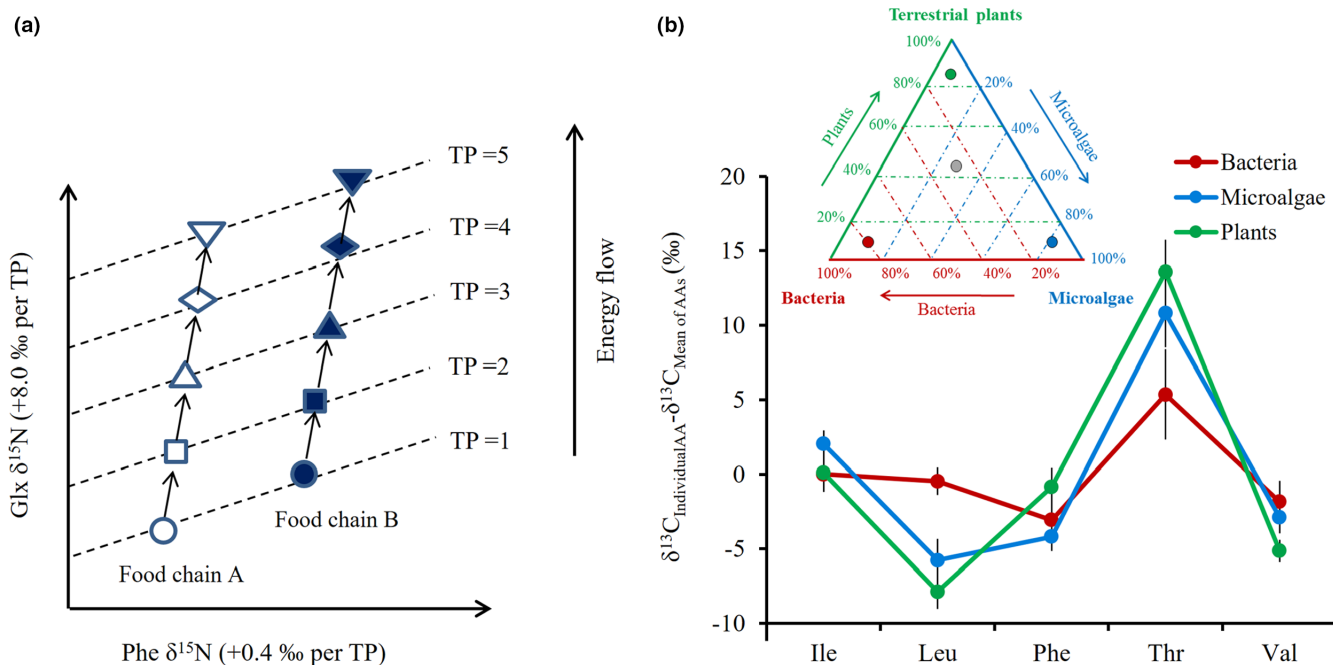 (a)
TP =5
TP =4
TP =3
TP =2
TP =1
Glx δ¹⁵N (+8.0 ‰ per TP)
Energy flow
Food chain B
Food chain A
Phe δ¹⁵N (+0.4 ‰ per TP)
(b)
Terrestrial plants
100%
80%
60%
40%
20%
Plants
20%
40%
60%
80%
100%
Microalgae
100%
80%
60%
40%
20%
Bacteria
Microalgae
Bacteria
Bacteria
Microalgae
Plants
δ¹³C_IndividualAA-δ¹³C_Mean of AAs (‰)
20
15
10
5
0
-5
-10
Ile
Leu
Phe
Thr
Val